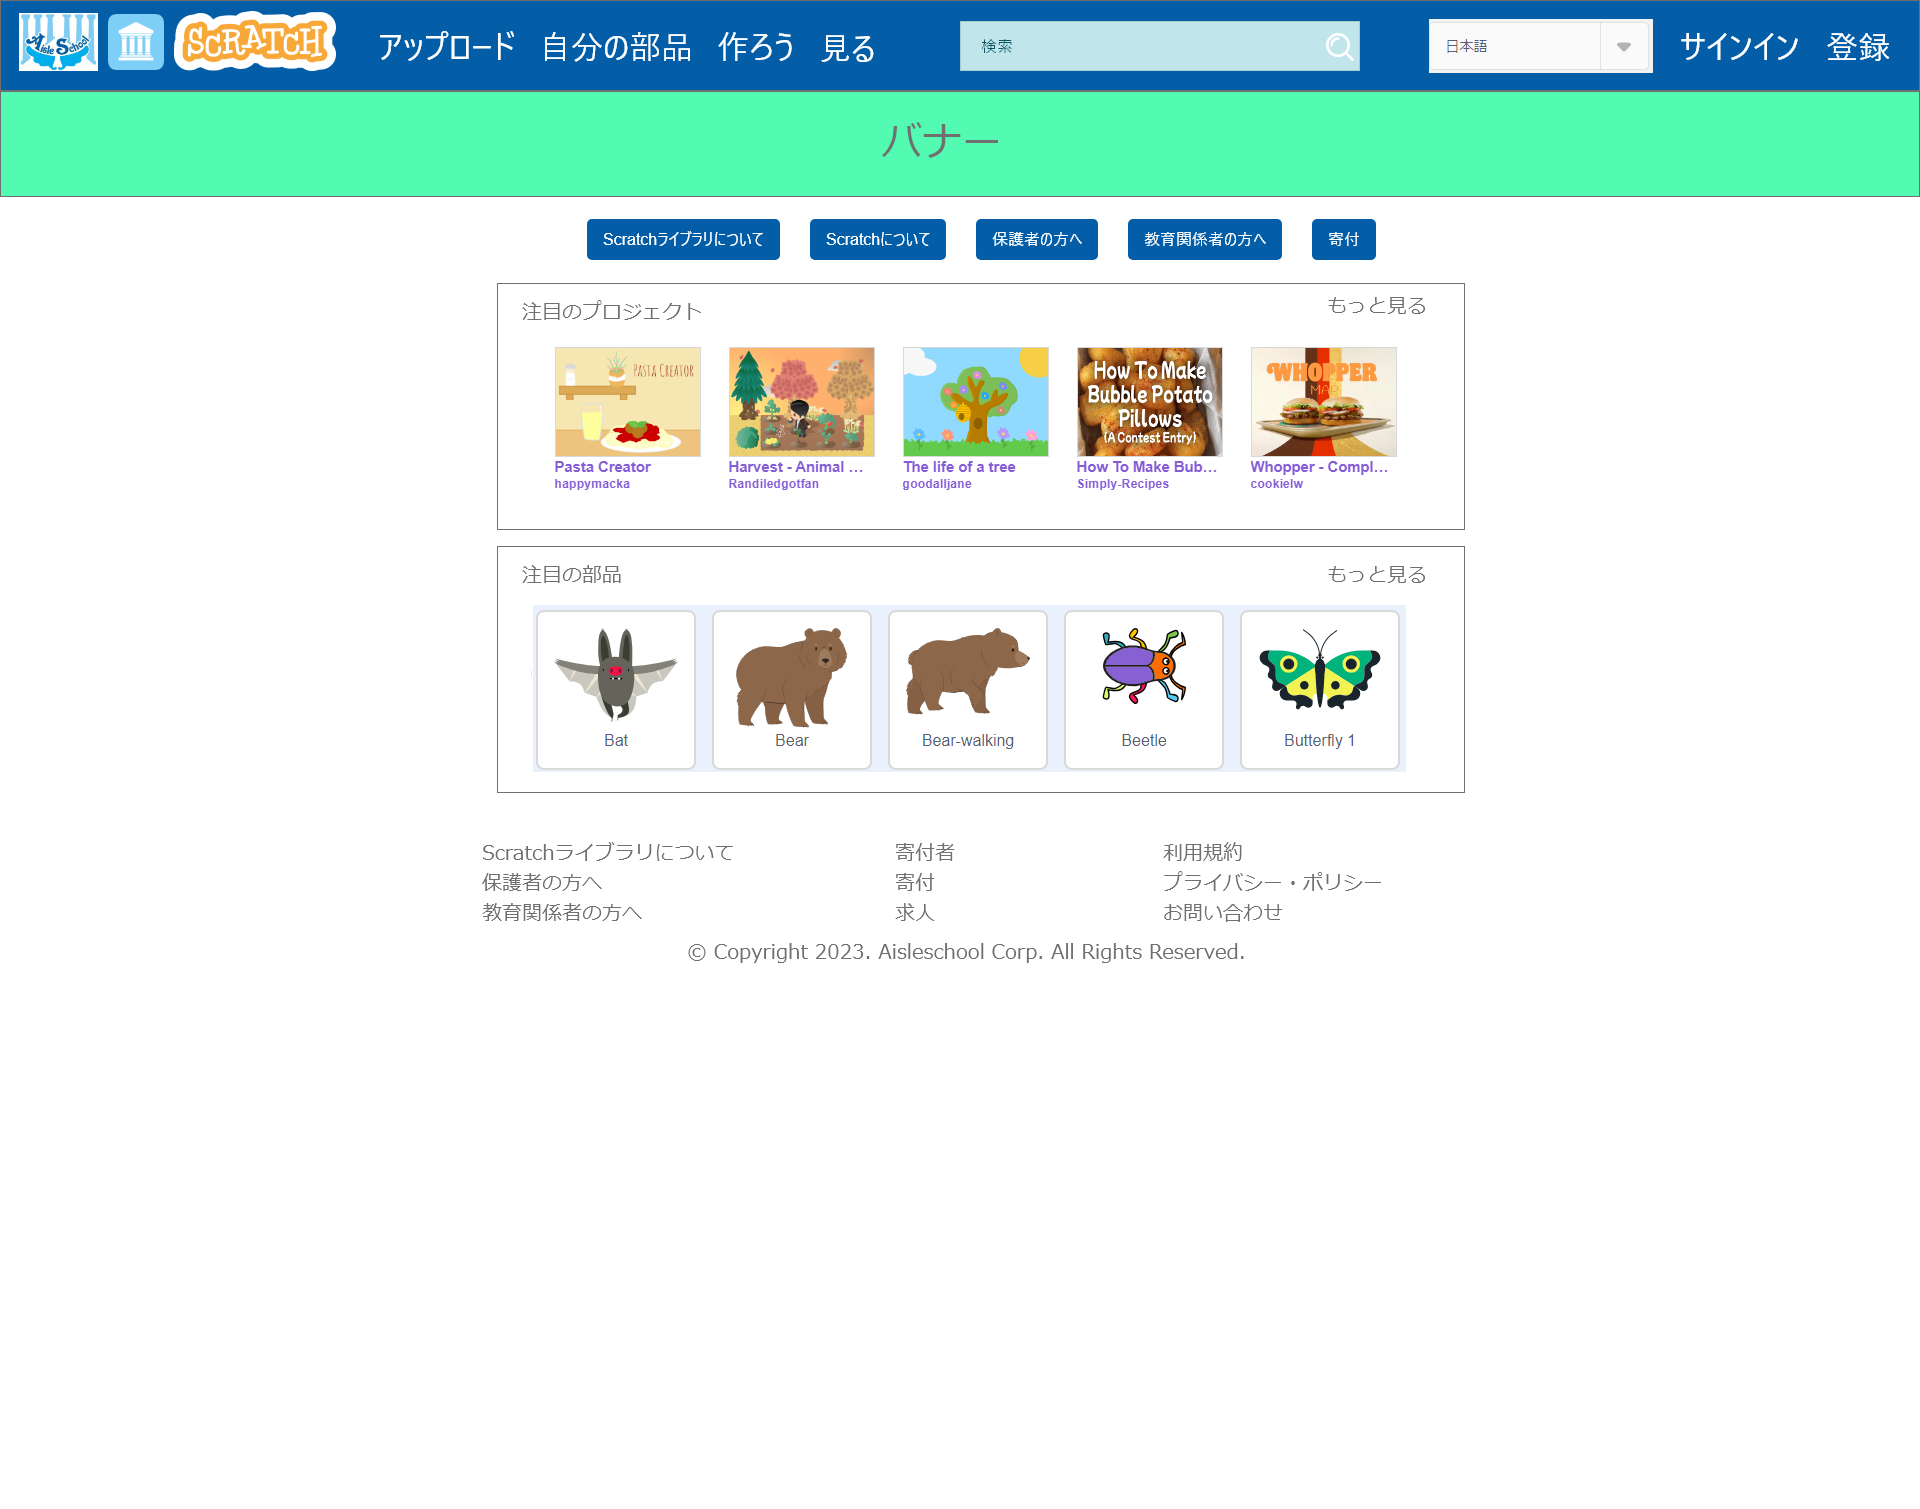 Aisle School
SCRATCH
アップロード 自分の部品 作ろう 見る
検索
日本語
サインイン 登録
バナー
Scratchライブラリについて
Scratchについて
保護者の方へ
教育関係者の方へ
寄付
注目のプロジェクト
もっと見る
PASTA CREATOR
How To Make
Bubble Potato
Pillows
(A Contest Entry)
WHOPPER
MAP
Pasta Creator
happymacka
Harvest - Animal ...
Randiledgotfan
The life of a tree
goodalljane
How To Make Bub...
Simply-Recipes
Whopper - Compl...
cookielw
注目の部品
もっと見る
Bat
Bear
Bear-walking
Beetle
Butterfly 1
Scratchライブラリについて
保護者の方へ
教育関係者の方へ
寄付者
寄付
求人
利用規約
プライバシー・ポリシー
お問い合わせ
© Copyright 2023. Aisleschool Corp. All Rights Reserved.